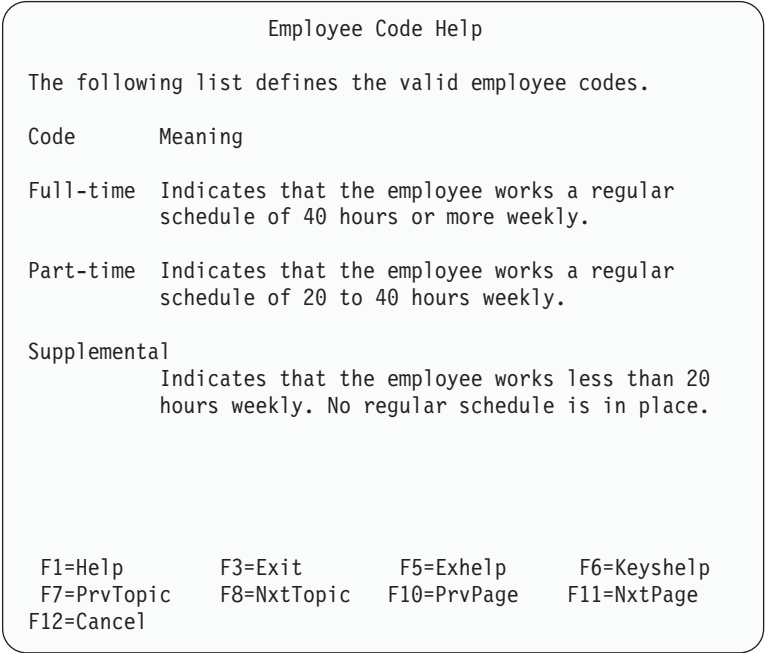 Employee Code Help
The following list defines the valid employee codes.
Code Meaning
Full-time Indicates that the employee works a regular
schedule of 40 hours or more weekly.
Part-time Indicates that the employee works a regular
schedule of 20 to 40 hours weekly.
Supplemental
Indicates that the employee works less than 20
hours weekly. No regular schedule is in place.
F1=Help F3=Exit F5=Exhelp F6=Keyshelp
F7=PrvTopic F8=NxtTopic F10=PrvPage F11=NxtPage
F12=Cancel